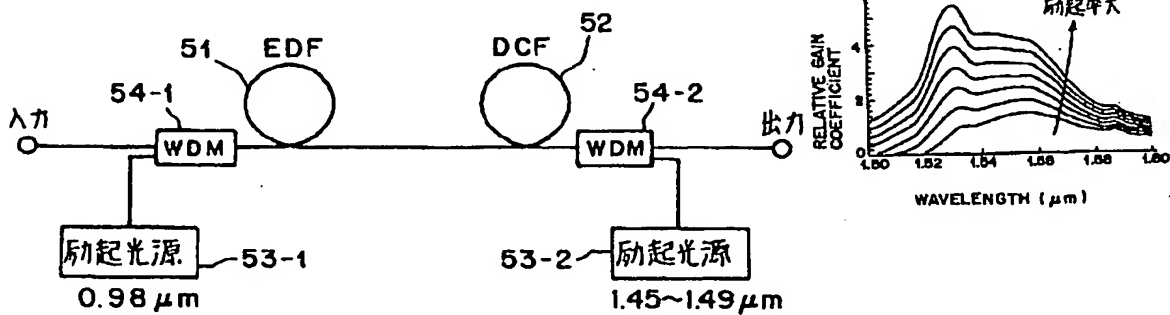 51
EDF
52
DCF
54-1
54-2
入力
WDM
WDM
出力
励起光源
53-1
53-2
励起光源
0.98 μm
1.45~1.49 μm
励起率大
RELATIVE GAIN
COEFFICIENT
4
2
0
1.50
1.52
1.54
1.56
1.58
1.60
WAVELENGTH (μm)